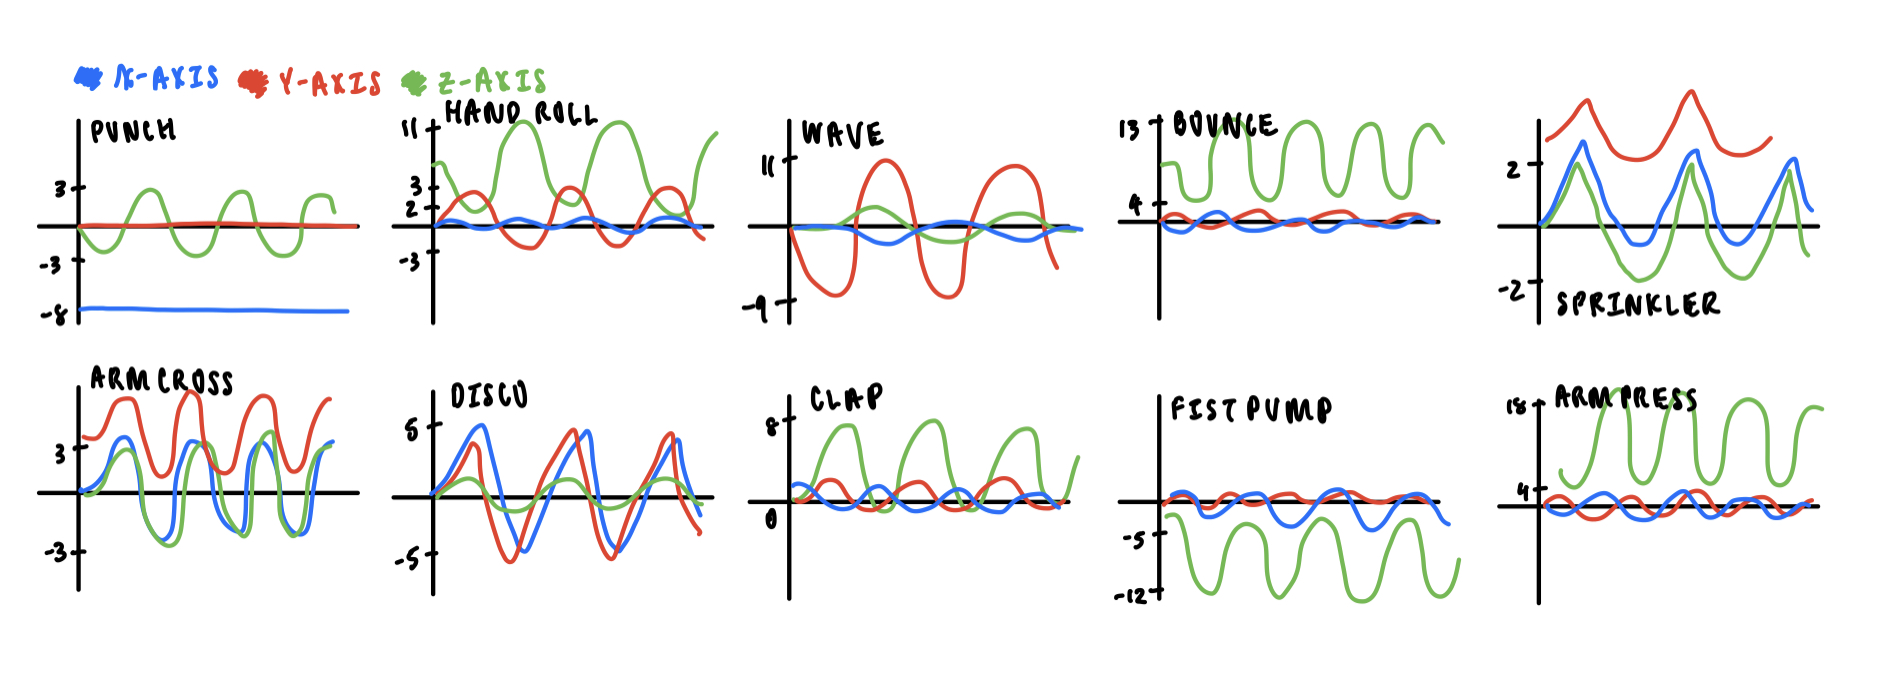 X-AXIS Y-AXIS Z-AXIS
PUNCH
3
-3
-8
HAND ROLL
11
3
2
-3
WAVE
11
-9
BOUNCE
13
4
2
-2
SPRINKLER
ARM CROSS
3
-3
DISCO
5
-5
CLAP
8
0
FIST PUMP
-5
-12
ARM PRESS
18
4